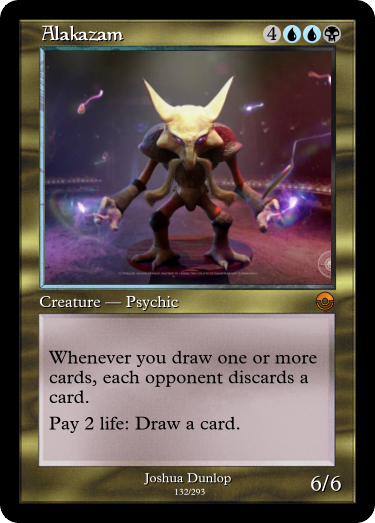 Alakazam 4
Creature — Psychic
Whenever you draw one or more
cards, each opponent discards a
card.
Pay 2 life: Draw a card.
Joshua Dunlop
132/293
6/6